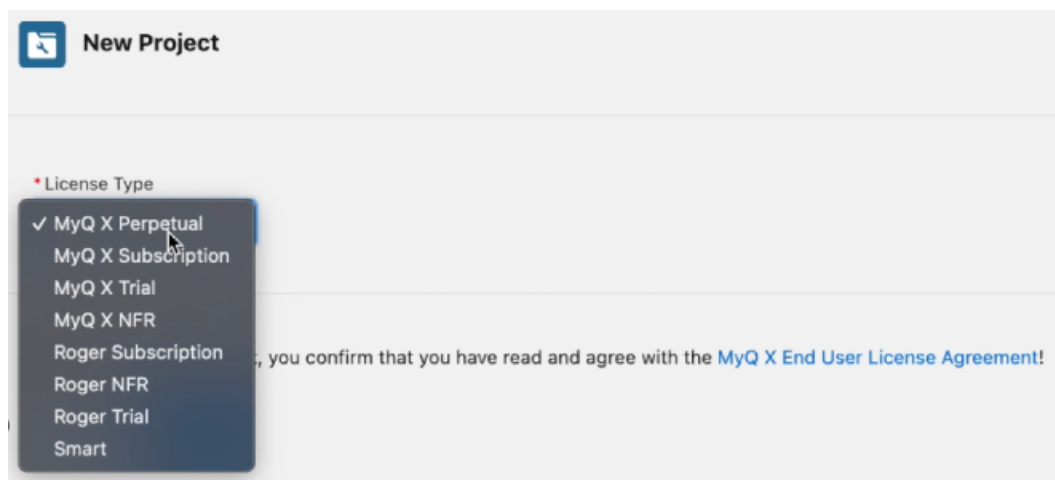 New Project
* License Type
✓ MyQ X Perpetual
MyQ X Subscription
MyQ X Trial
MyQ X NFR
Roger Subscription
, you confirm that you have read and agree with the MyQ X End User License Agreement!
Roger NFR
Roger Trial
Smart